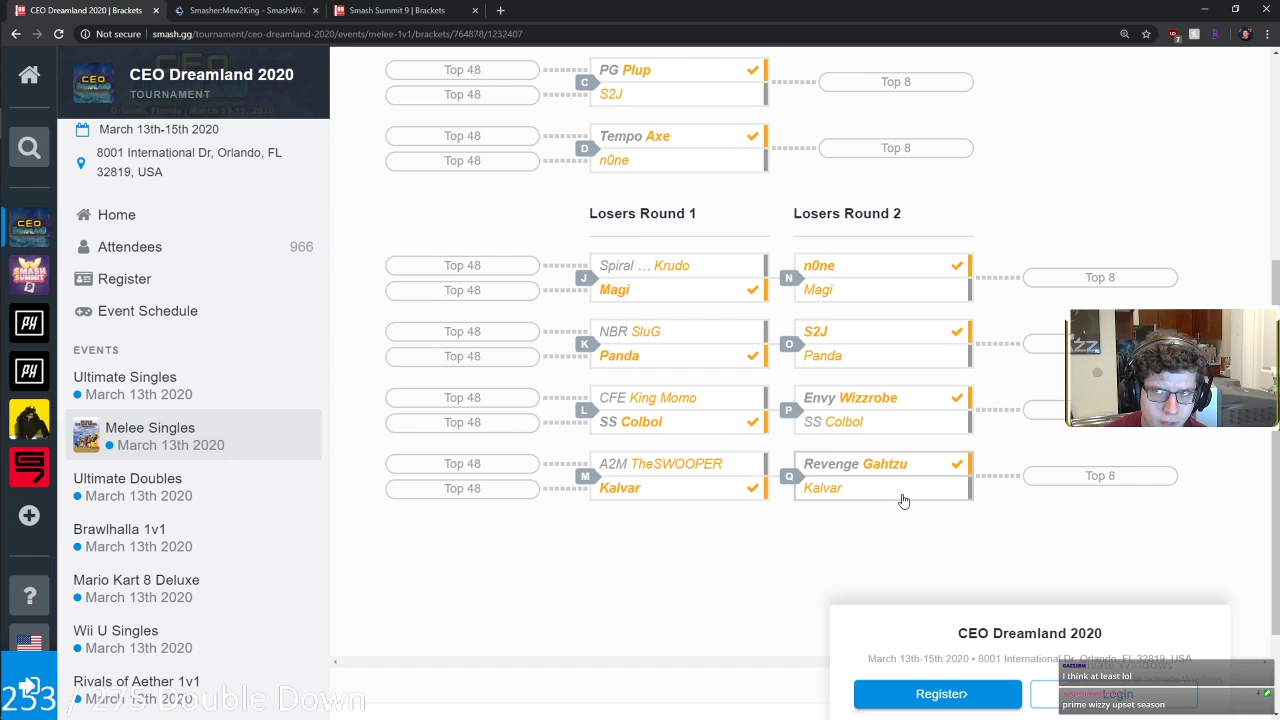 CEO Dreamland 2020 | Brackets
Smasher:Mew2King - SmashWiki
Smash Summit 9 | Brackets
Not secure | smash.gg/tournament/ceo-dreamland-2020/events/melee-1v1/brackets/764878/1232407
CEO Dreamland 2020
TOURNAMENT
March 13th-15th 2020
8001 International Dr, Orlando, FL
32819, USA
Home
Attendees 966
Register
Event Schedule
EVENTS
Ultimate Singles
March 13th 2020
Melee Singles
March 13th 2020
Ultimate Doubles
March 13th 2020
Brawlhalla 1v1
March 13th 2020
Mario Kart 8 Deluxe
March 13th 2020
Wii U Singles
March 13th 2020
Rivals of Aether 1v1
March 13th 2020
Double Down
Top 48 PG Plup
C Top 8
Top 48 S2J
Top 48 Tempo Axe
D Top 8
Top 48 n0ne
Losers Round 1 Losers Round 2
Top 48 Spiral ... Krudo n0ne
J N Top 8
Top 48 Magi Magi
Top 48 NBR SluG S2J
K O
Top 48 Panda Panda
Top 48 CFE King Momo Envy Wizzrobe
L P
Top 48 SS Colbol SS Colbol
Top 48 A2M TheSWOOPER Revenge Gahtzu
M Q Top 8
Top 48 Kalvar Kalvar
CEO Dreamland 2020
March 13th-15th 2020 • 8001 International Dr, Orlando, FL 32819, USA
Register
Login
I think at least lol
prime wizzy upset season